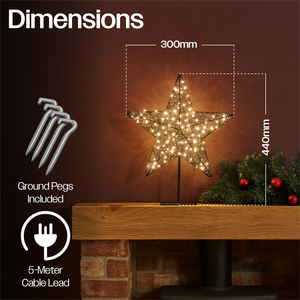 Dimensions
300mm
440mm
Ground Pegs
Included
5-Meter
Cable Lead